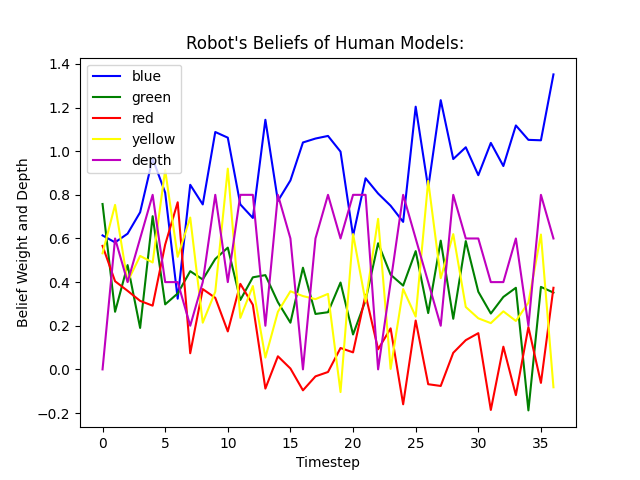 Robot's Beliefs of Human Models:
blue
green
red
yellow
depth
Belief Weight and Depth
1.4
1.2
1.0
0.8
0.6
0.4
0.2
0.0
−0.2
0 5 10 15 20 25 30 35
Timestep